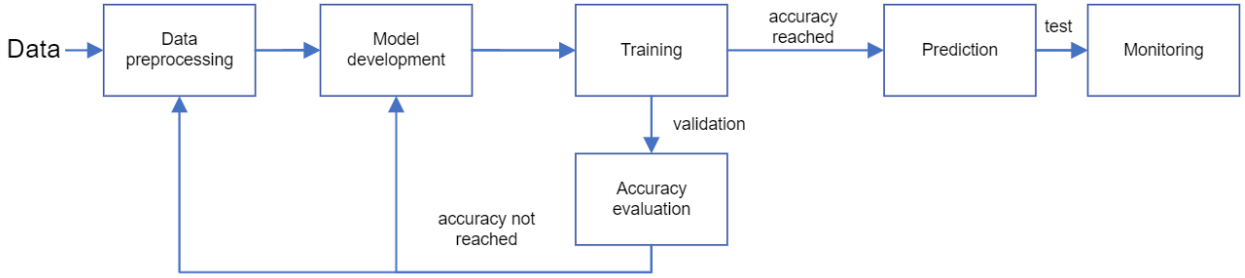 Data
Data
preprocessing
Model
development
Training
accuracy
reached
Prediction
test
Monitoring
validation
Accuracy
evaluation
accuracy not
reached